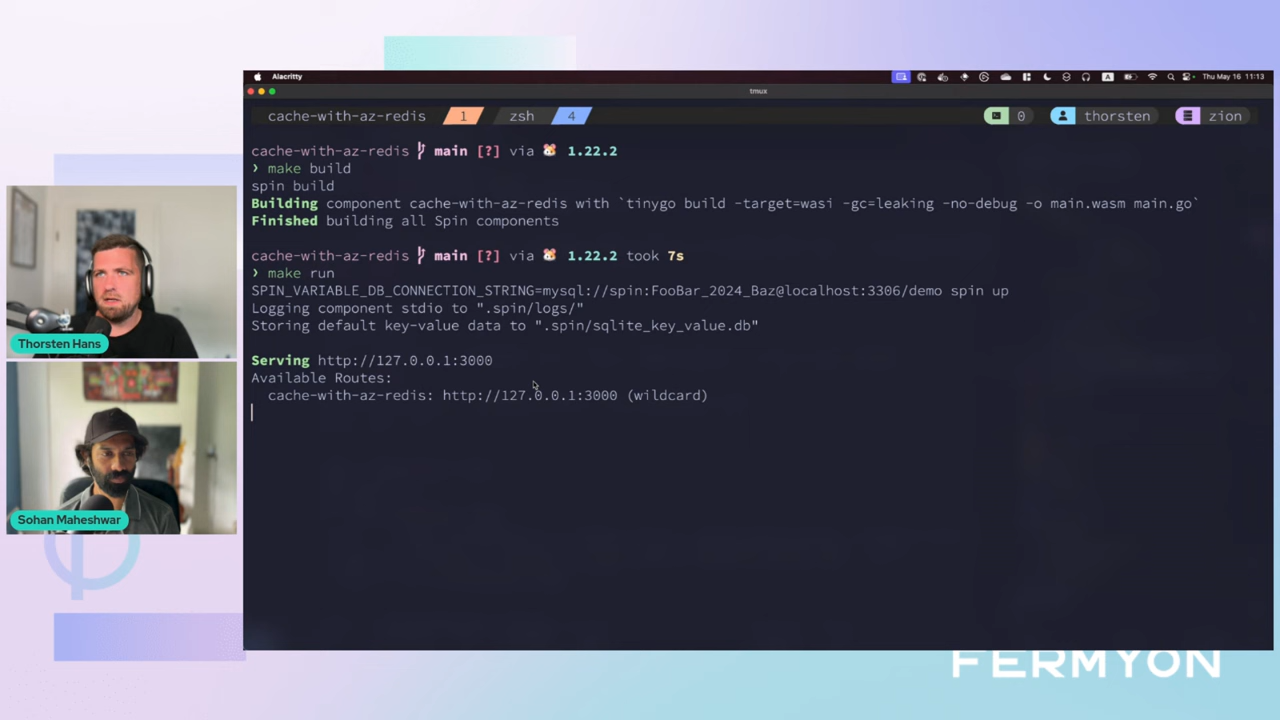 Alacritty
Thu May 16 11:13
tmux
cache-with-az-redis 1 zsh 4 0 thorsten zion
cache-with-az-redis main [?] via 1.22.2
❯ make build
spin build
Building component cache-with-az-redis with `tinygo build -target=wasi -gc=leaking -no-debug -o main.wasm main.go`
Finished building all Spin components
cache-with-az-redis main [?] via 1.22.2 took 7s
❯ make run
SPIN_VARIABLE_DB_CONNECTION_STRING=mysql://spin:FooBar_2024_Baz@localhost:3306/demo spin up
Logging component stdio to ".spin/logs/"
Storing default key-value data to ".spin/sqlite_key_value.db"
Serving http://127.0.0.1:3000
Available Routes:
cache-with-az-redis: http://127.0.0.1:3000 (wildcard)
Thorsten Hans
Sohan Maheshwar
FERMYON